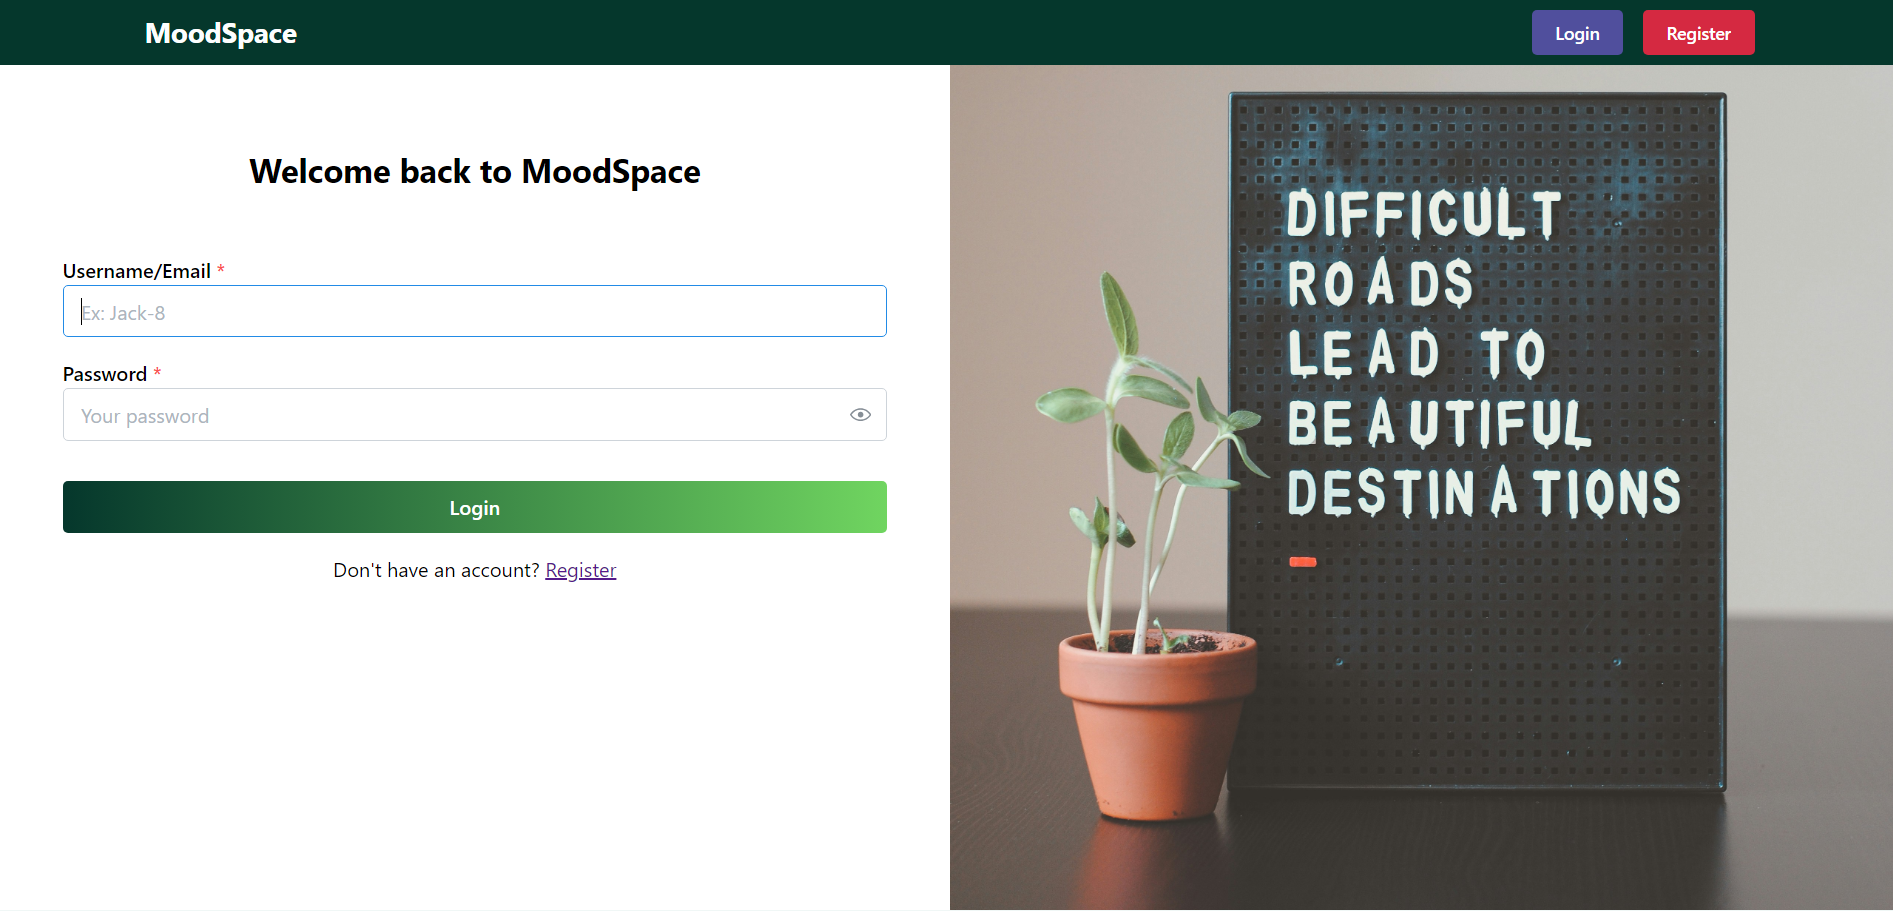 MoodSpace
Login
Register
Welcome back to MoodSpace
Username/Email *
Ex: Jack-8
Password *
Your password
Login
Don't have an account? Register
DIFFICULT
ROADS
LEAD TO
BEAUTIFUL
DESTINATIONS